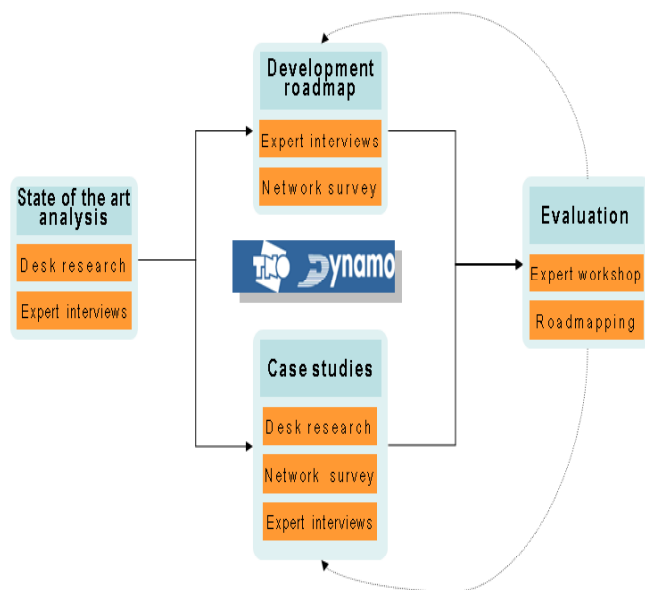 Development
roadmap
Expert interviews
Network survey
State of the art
analysis
Desk research
Expert interviews
TNO Dynamo
Evaluation
Expert workshop
Roadmapping
Case studies
Desk research
Network survey
Expert interviews